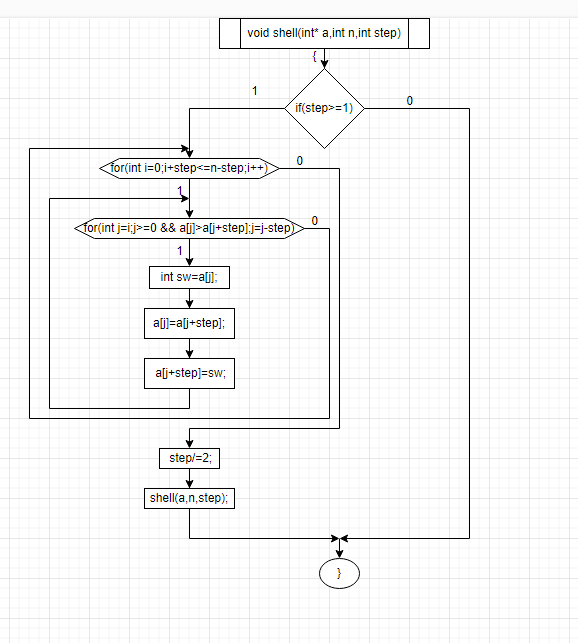 void shell(int* a,int n,int step)
{
1
if(step>=1)
0
for(int i=0;i+step<=n-step;i++)
0
1
for(int j=i;j>=0 && a[j]>a[j+step];j=j-step)
0
1
int sw=a[j];
a[j]=a[j+step];
a[j+step]=sw;
step/=2;
shell(a,n,step);
}